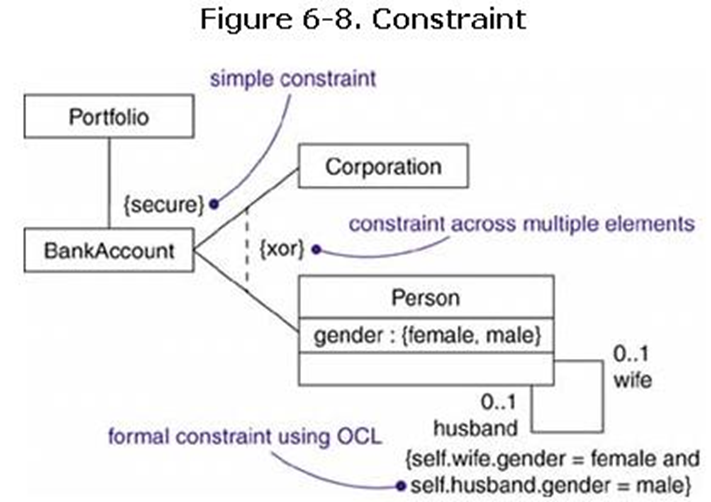 Figure 6-8. Constraint
simple constraint
Portfolio
Corporation
{secure}
constraint across multiple elements
BankAccount
{xor}
Person
gender : {female, male}
0..1
wife
0..1
husband
formal constraint using OCL
{self.wife.gender = female and
self.husband.gender = male}